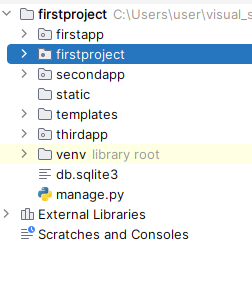 firstproject C:\Users\user\visual_s
firstapp
firstproject
secondapp
static
templates
thirdapp
venv library root
db.sqlite3
manage.py
External Libraries
Scratches and Consoles